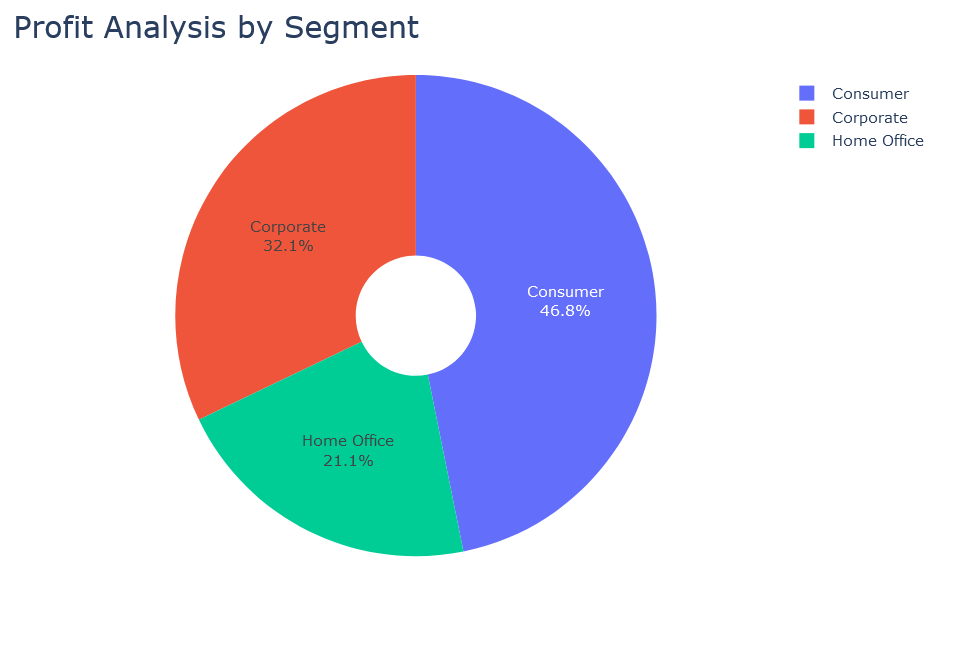 Profit Analysis by Segment
Consumer
Corporate
Home Office
Corporate
32.1%
Consumer
46.8%
Home Office
21.1%